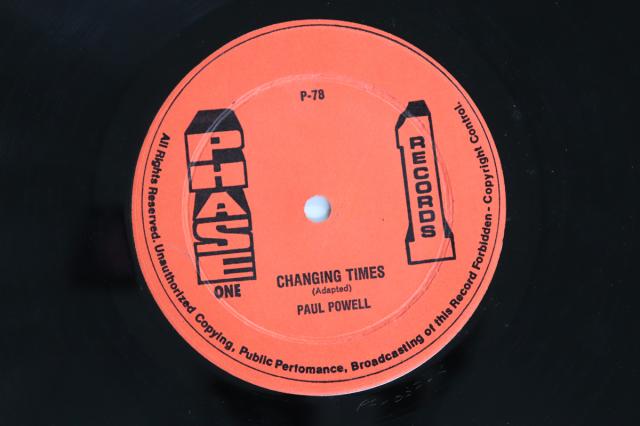 P-78
PHASE
ONE
RECORDS
CHANGING TIMES
(Adapted)
PAUL POWELL
All Rights Reserved. Unauthorized Copying, Public Pertomance, Broadcasting of this Record Forbidden - Copyright Control.